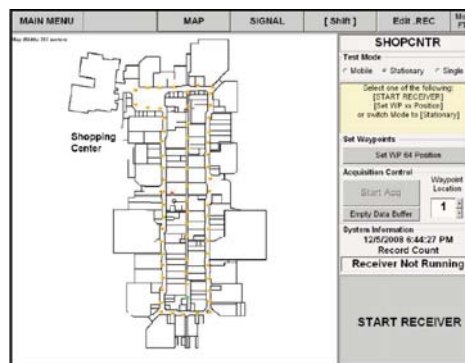 MAIN MENU
MAP
SIGNAL
[ Shift ]
Edit .REC
SHOPCNTR
Test Mode
Mobile
Stationary
Single
Select one of the following:
[START RECEIVER]
[Set WP xx Position]
or switch Mode to [Stationary]
Shopping
Center
Set Waypoints
Set WP 64 Position
Acquisition Control
Waypoint
Location
Start Acq
1
Empty Data Buffer
System Information
12/5/2008 6:44:27 PM
Record Count
Receiver Not Running
START RECEIVER